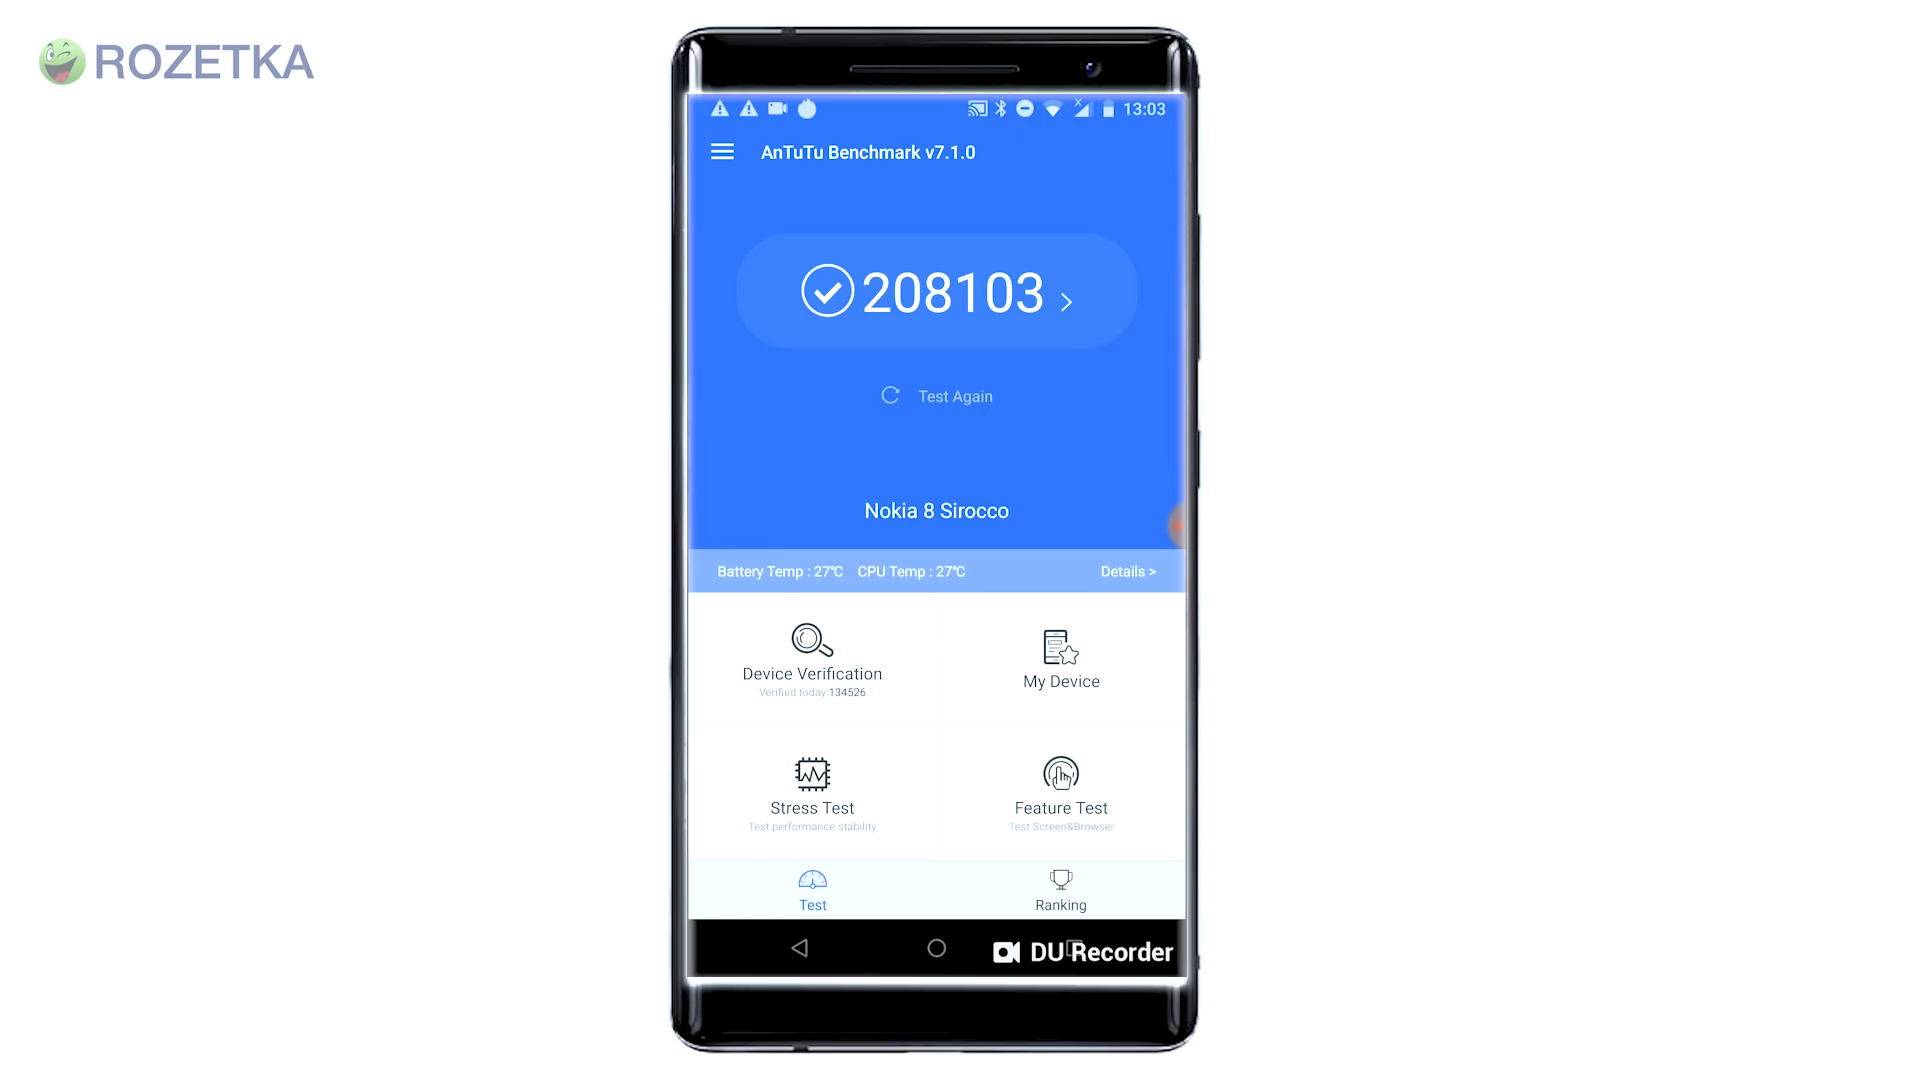 ROZETKA
13:03
AnTuTu Benchmark v7.1.0
208103 >
Test Again
Nokia 8 Sirocco
Battery Temp : 27℃ CPU Temp : 27℃ Details >
Device Verification
Verified today:134526
My Device
Stress Test
Test performance stability
Feature Test
Test Screen&Browser
Test
Ranking
DU Recorder